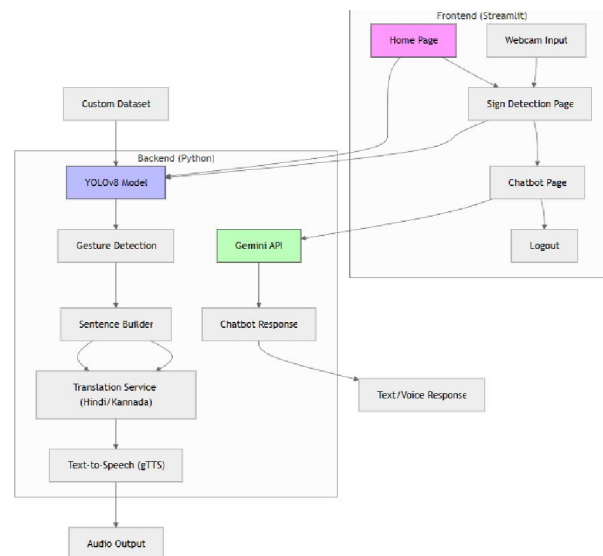 Frontend (Streamlit)
Home Page
Webcam Input
Custom Dataset
Sign Detection Page
Backend (Python)
YOLOv8 Model
Chatbot Page
Gesture Detection
Gemini API
Logout
Sentence Builder
Chatbot Response
Translation Service
(Hindi/Kannada)
Text/Voice Response
Text-to-Speech (gTTS)
Audio Output